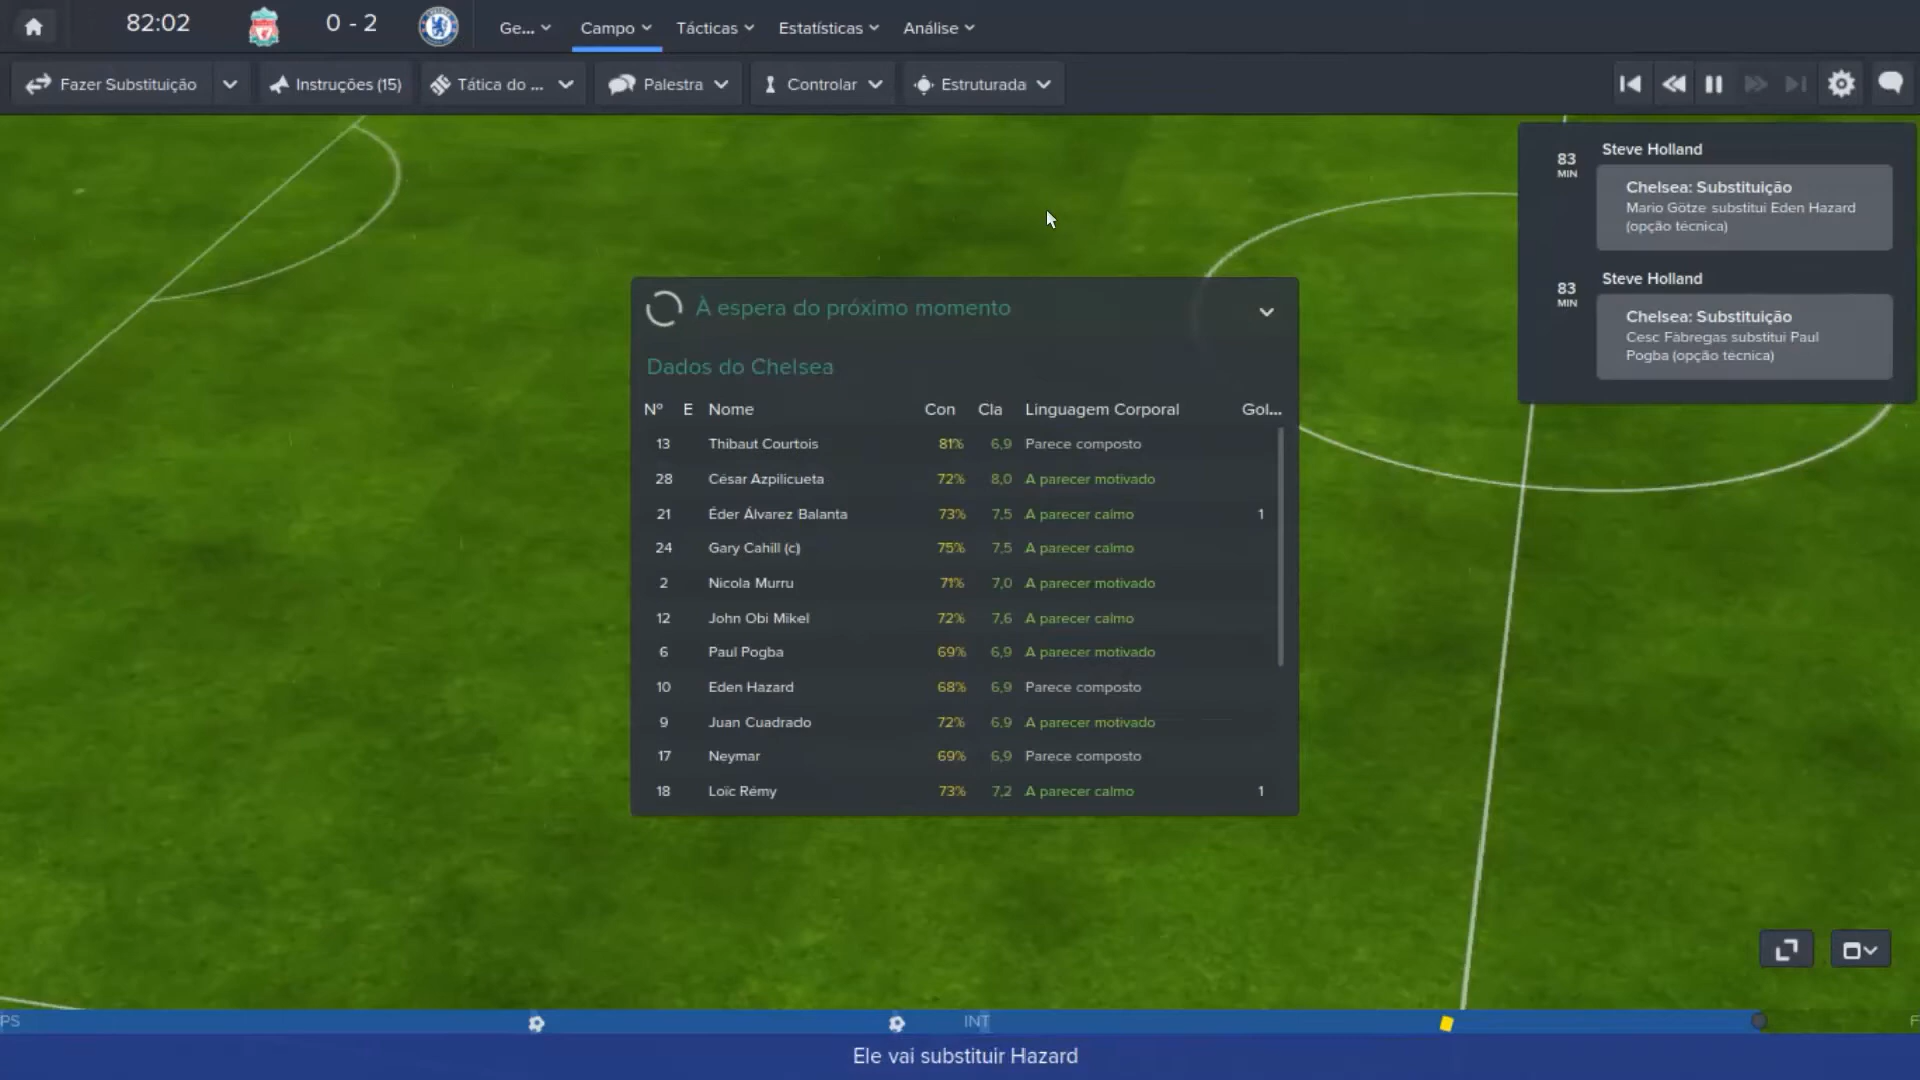 82:02
0 - 2
Ge...
Campo
Tácticas
Estatísticas
Análise
Fazer Substituição
Instruções (15)
Tática do ...
Palestra
Controlar
Estruturada
83 MIN
Steve Holland
Chelsea: Substituição
Mario Götze substitui Eden Hazard
(opção técnica)
83 MIN
Steve Holland
Chelsea: Substituição
Cesc Fàbregas substitui Paul
Pogba (opção técnica)
À espera do próximo momento
Dados do Chelsea
Nº E Nome Con Cla Linguagem Corporal Gol...
13 Thibaut Courtois 81% 6,9 Parece composto
28 César Azpilicueta 72% 8,0 A parecer motivado
21 Éder Álvarez Balanta 73% 7,5 A parecer calmo 1
24 Gary Cahill (c) 75% 7,5 A parecer calmo
2 Nicola Murru 71% 7,0 A parecer motivado
12 John Obi Mikel 72% 7,6 A parecer calmo
6 Paul Pogba 69% 6,9 A parecer motivado
10 Eden Hazard 68% 6,9 Parece composto
9 Juan Cuadrado 72% 6,9 A parecer motivado
17 Neymar 69% 6,9 Parece composto
18 Loïc Rémy 73% 7,2 A parecer calmo 1
PS
INT
F
Ele vai substituir Hazard